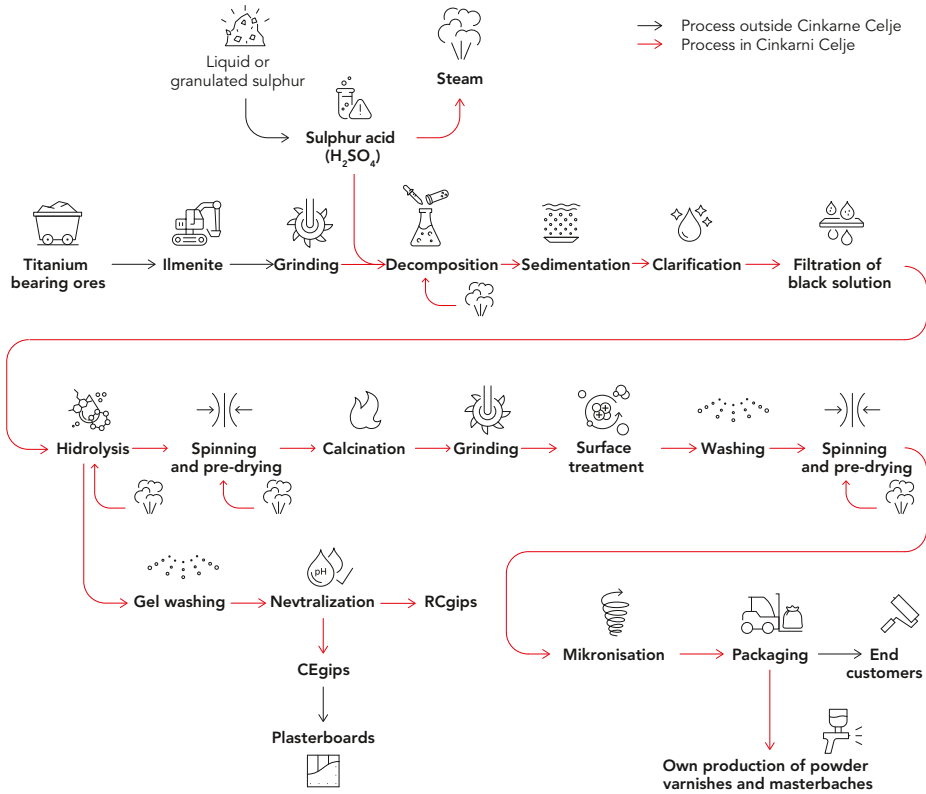 Process outside Cinkarne Celje
Process in Cinkarni Celje
Liquid or
granulated sulphur
Steam
Sulphur acid
(H₂SO₄)
Titanium
bearing ores
Ilmenite
Grinding
Decomposition
Sedimentation
Clarification
Filtration of
black solution
Hidrolysis
Spinning
and pre-drying
Calcination
Grinding
Surface
treatment
Washing
Spinning
and pre-drying
Gel washing
pH
Nevtralization
RCgips
Mikronisation
Packaging
End
customers
CEgips
Plasterboards
Own production of powder
varnishes and masterbaches